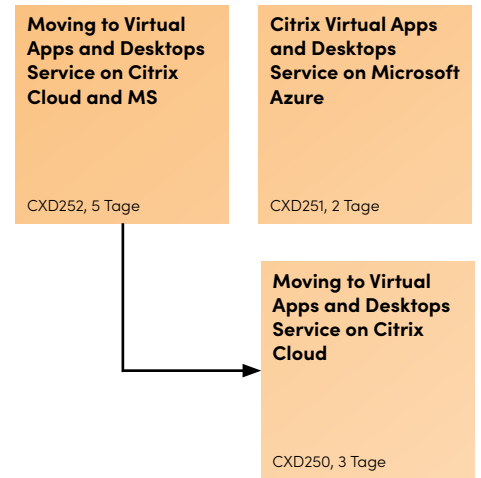 Moving to Virtual
Apps and Desktops
Service on Citrix
Cloud and MS
CXD252, 5 Tage
Citrix Virtual Apps
and Desktops
Service on Microsoft
Azure
CXD251, 2 Tage
Moving to Virtual
Apps and Desktops
Service on Citrix
Cloud
CXD250, 3 Tage